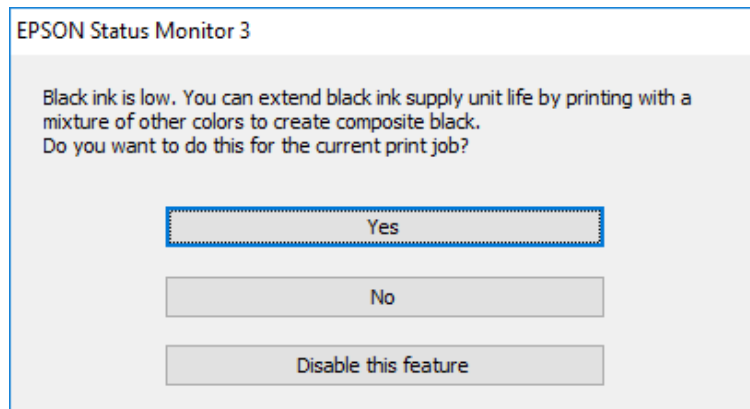 EPSON Status Monitor 3
Black ink is low. You can extend black ink supply unit life by printing with a
mixture of other colors to create composite black.
Do you want to do this for the current print job?
Yes
No
Disable this feature